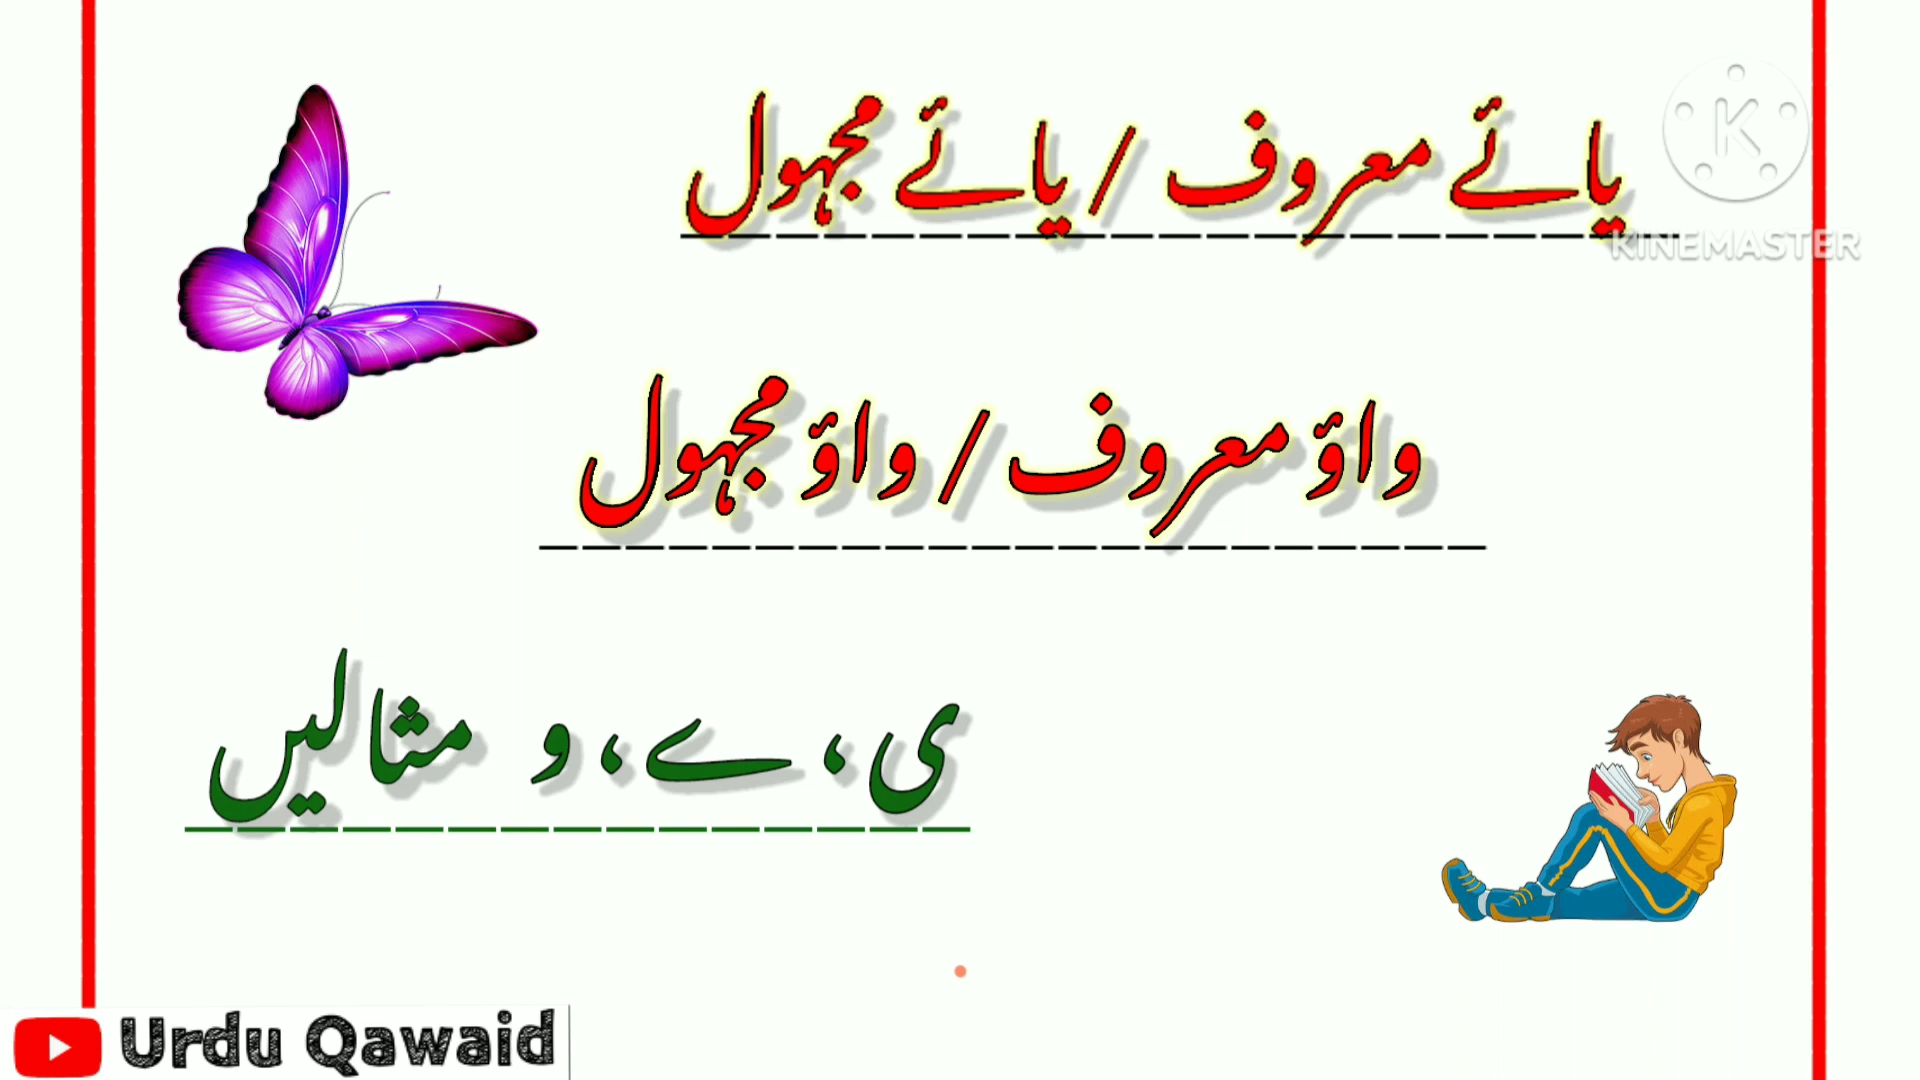 یائے معروف / یائے مجہول
K
KINEMASTER
واؤ معروف / واؤ مجہول
ی ، ے ، و مثالیں
Urdu Qawaid